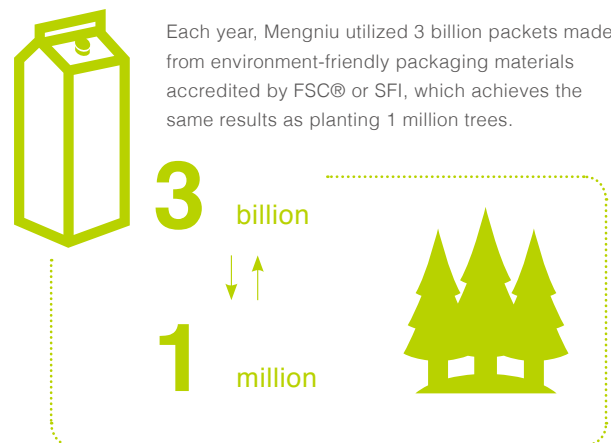 Each year, Mengniu utilized 3 billion packets made
from environment-friendly packaging materials
accredited by FSC® or SFI, which achieves the
same results as planting 1 million trees.
3 billion
1 million